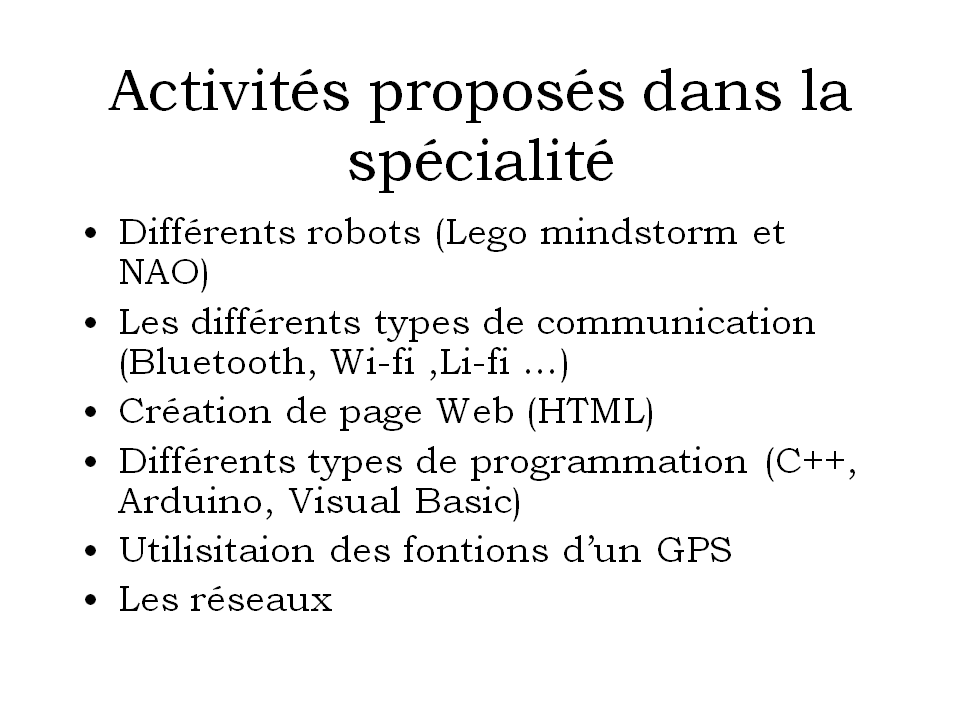 Activités proposés dans la
spécialité
• Différents robots (Lego mindstorm et
NAO)
• Les différents types de communication
(Bluetooth, Wi-fi ,Li-fi ...)
• Création de page Web (HTML)
• Différents types de programmation (C++,
Arduino, Visual Basic)
• Utilisitaion des fontions d’un GPS
• Les réseaux